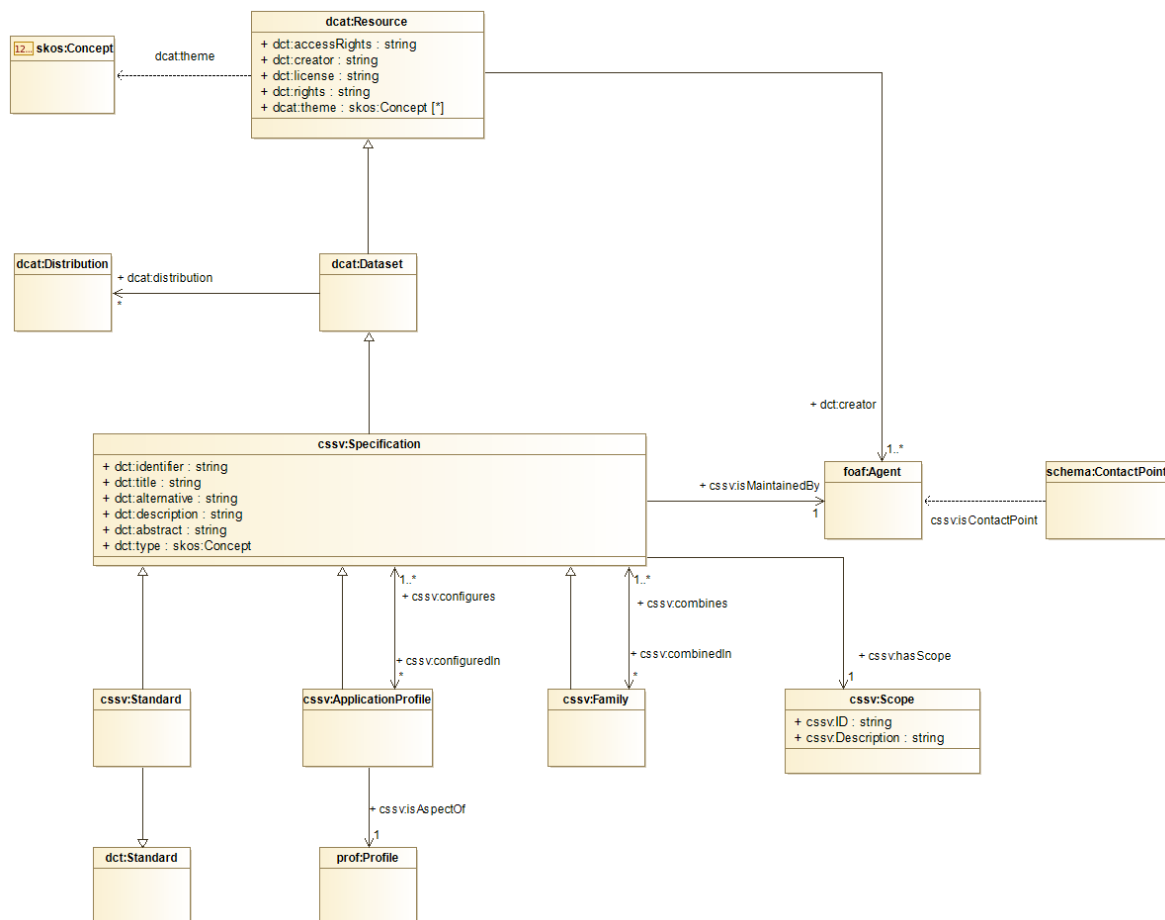 dcat:Resource
+ dct:accessRights : string
+ dct:creator : string
+ dct:license : string
+ dct:rights : string
+ dcat:theme : skos:Concept [*]
12... skos:Concept
dcat:theme
dcat:Distribution
+ dcat:distribution
*
dcat:Dataset
+ dct:creator
1..*
cssv:Specification
+ dct:identifier : string
+ dct:title : string
+ dct:alternative : string
+ dct:description : string
+ dct:abstract : string
+ dct:type : skos:Concept
+ cssv:isMaintainedBy
1
foaf:Agent
schema:ContactPoint
cssv:isContactPoint
1..*
+ cssv:configures
+ cssv:configuredIn
*
1..*
+ cssv:combines
+ cssv:combinedIn
*
+ cssv:hasScope
1
cssv:Standard
cssv:ApplicationProfile
cssv:Family
cssv:Scope
+ cssv:ID : string
+ cssv:Description : string
+ cssv:isAspectOf
1
dct:Standard
prof:Profile